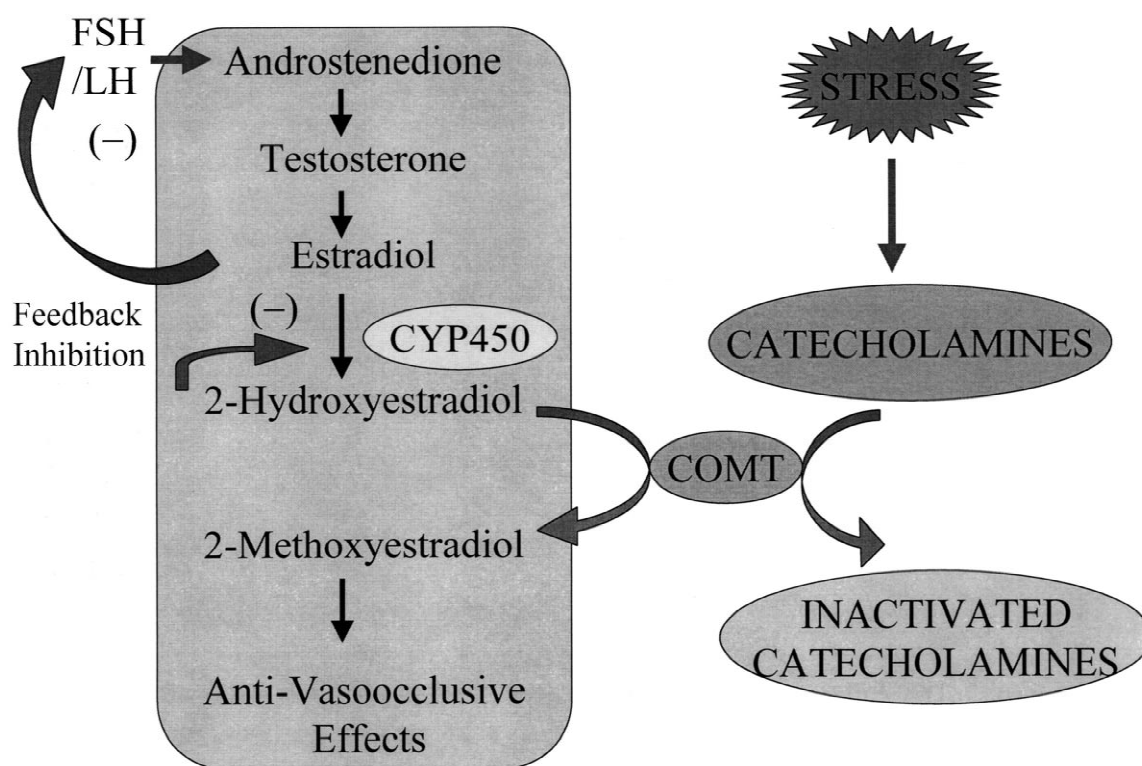 FSH
/LH
(–)
Androstenedione
Testosterone
Estradiol
Feedback
Inhibition
(–)
CYP450
2-Hydroxyestradiol
2-Methoxyestradiol
Anti-Vasoocclusive
Effects
STRESS
CATECHOLAMINES
COMT
INACTIVATED
CATECHOLAMINES